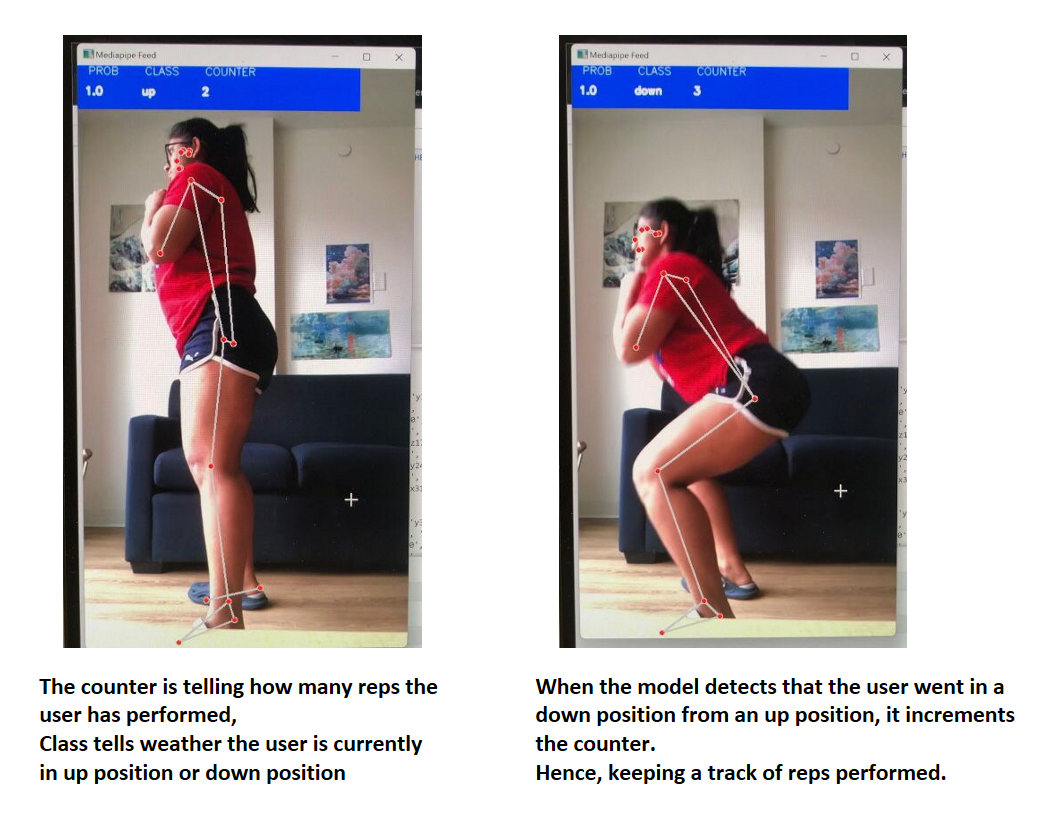 Mediapipe Feed
PROB CLASS COUNTER
1.0 up 2
Mediapipe Feed
PROB CLASS COUNTER
1.0 down 3
The counter is telling how many reps the
user has performed,
Class tells weather the user is currently
in up position or down position
When the model detects that the user went in a
down position from an up position, it increments
the counter.
Hence, keeping a track of reps performed.